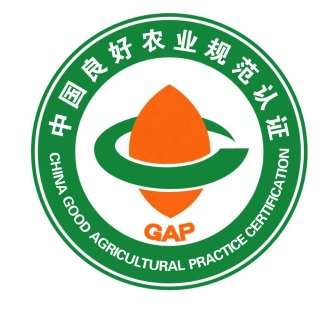 中国良好农业规范认证
GAP
CHINA GOOD AGRICULTURAL PRACTICE CERTIFICATION